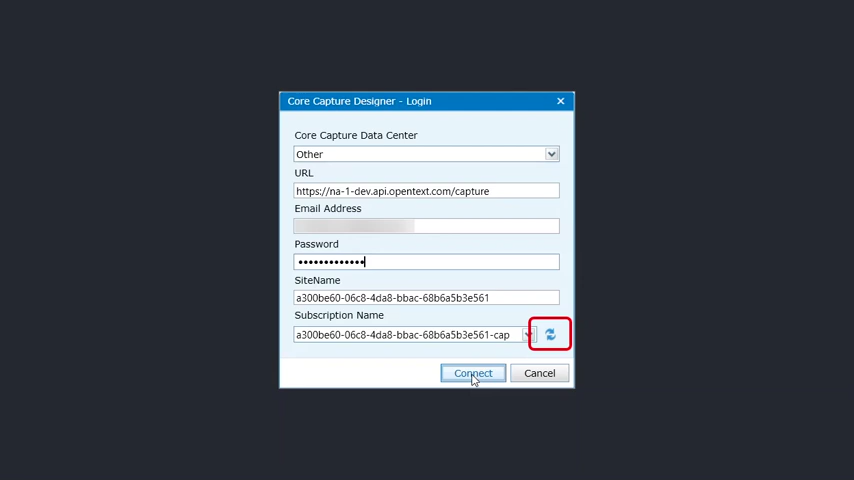 Core Capture Designer - Login
Core Capture Data Center
Other
URL
https://na-1-dev.api.opentext.com/capture
Email Address
Password
•••••••••••••
SiteName
a300be60-06c8-4da8-bbac-68b6a5b3e561
Subscription Name
a300be60-06c8-4da8-bbac-68b6a5b3e561-cap
Connect
Cancel